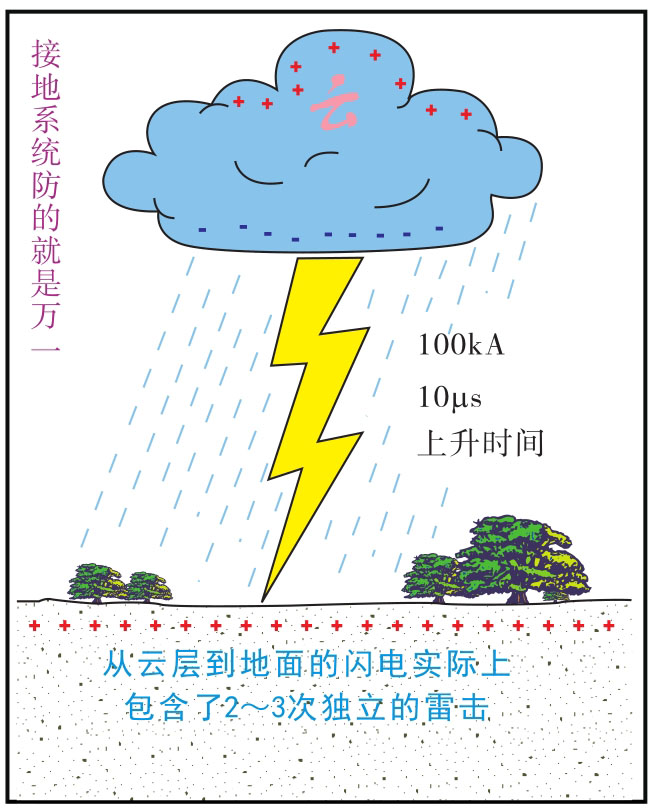 接地系统防的就是万一
云
100kA
10μs
上升时间
从云层到地面的闪电实际上
包含了2～3次独立的雷击